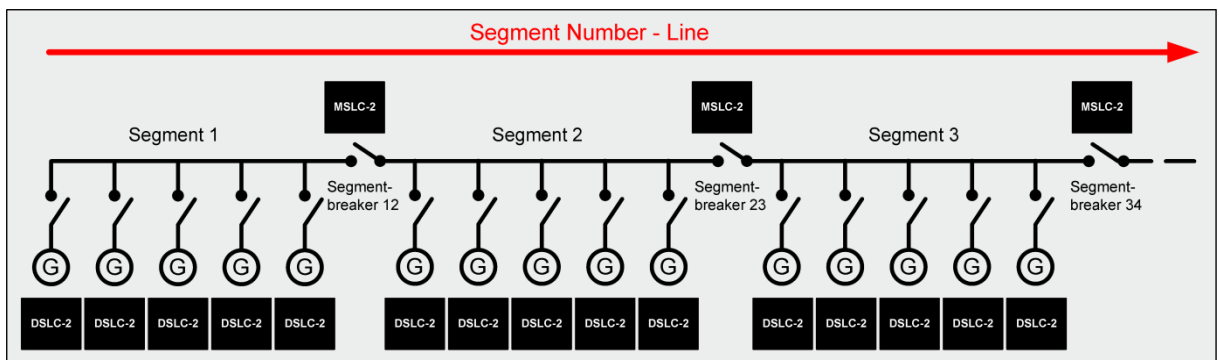 Segment Number - Line
MSLC-2
MSLC-2
MSLC-2
Segment 1
Segment 2
Segment 3
Segment-
breaker 12
Segment-
breaker 23
Segment-
breaker 34
G G G G G G G G G G G G G G G
DSLC-2 DSLC-2 DSLC-2 DSLC-2 DSLC-2 DSLC-2 DSLC-2 DSLC-2 DSLC-2 DSLC-2 DSLC-2 DSLC-2 DSLC-2 DSLC-2 DSLC-2